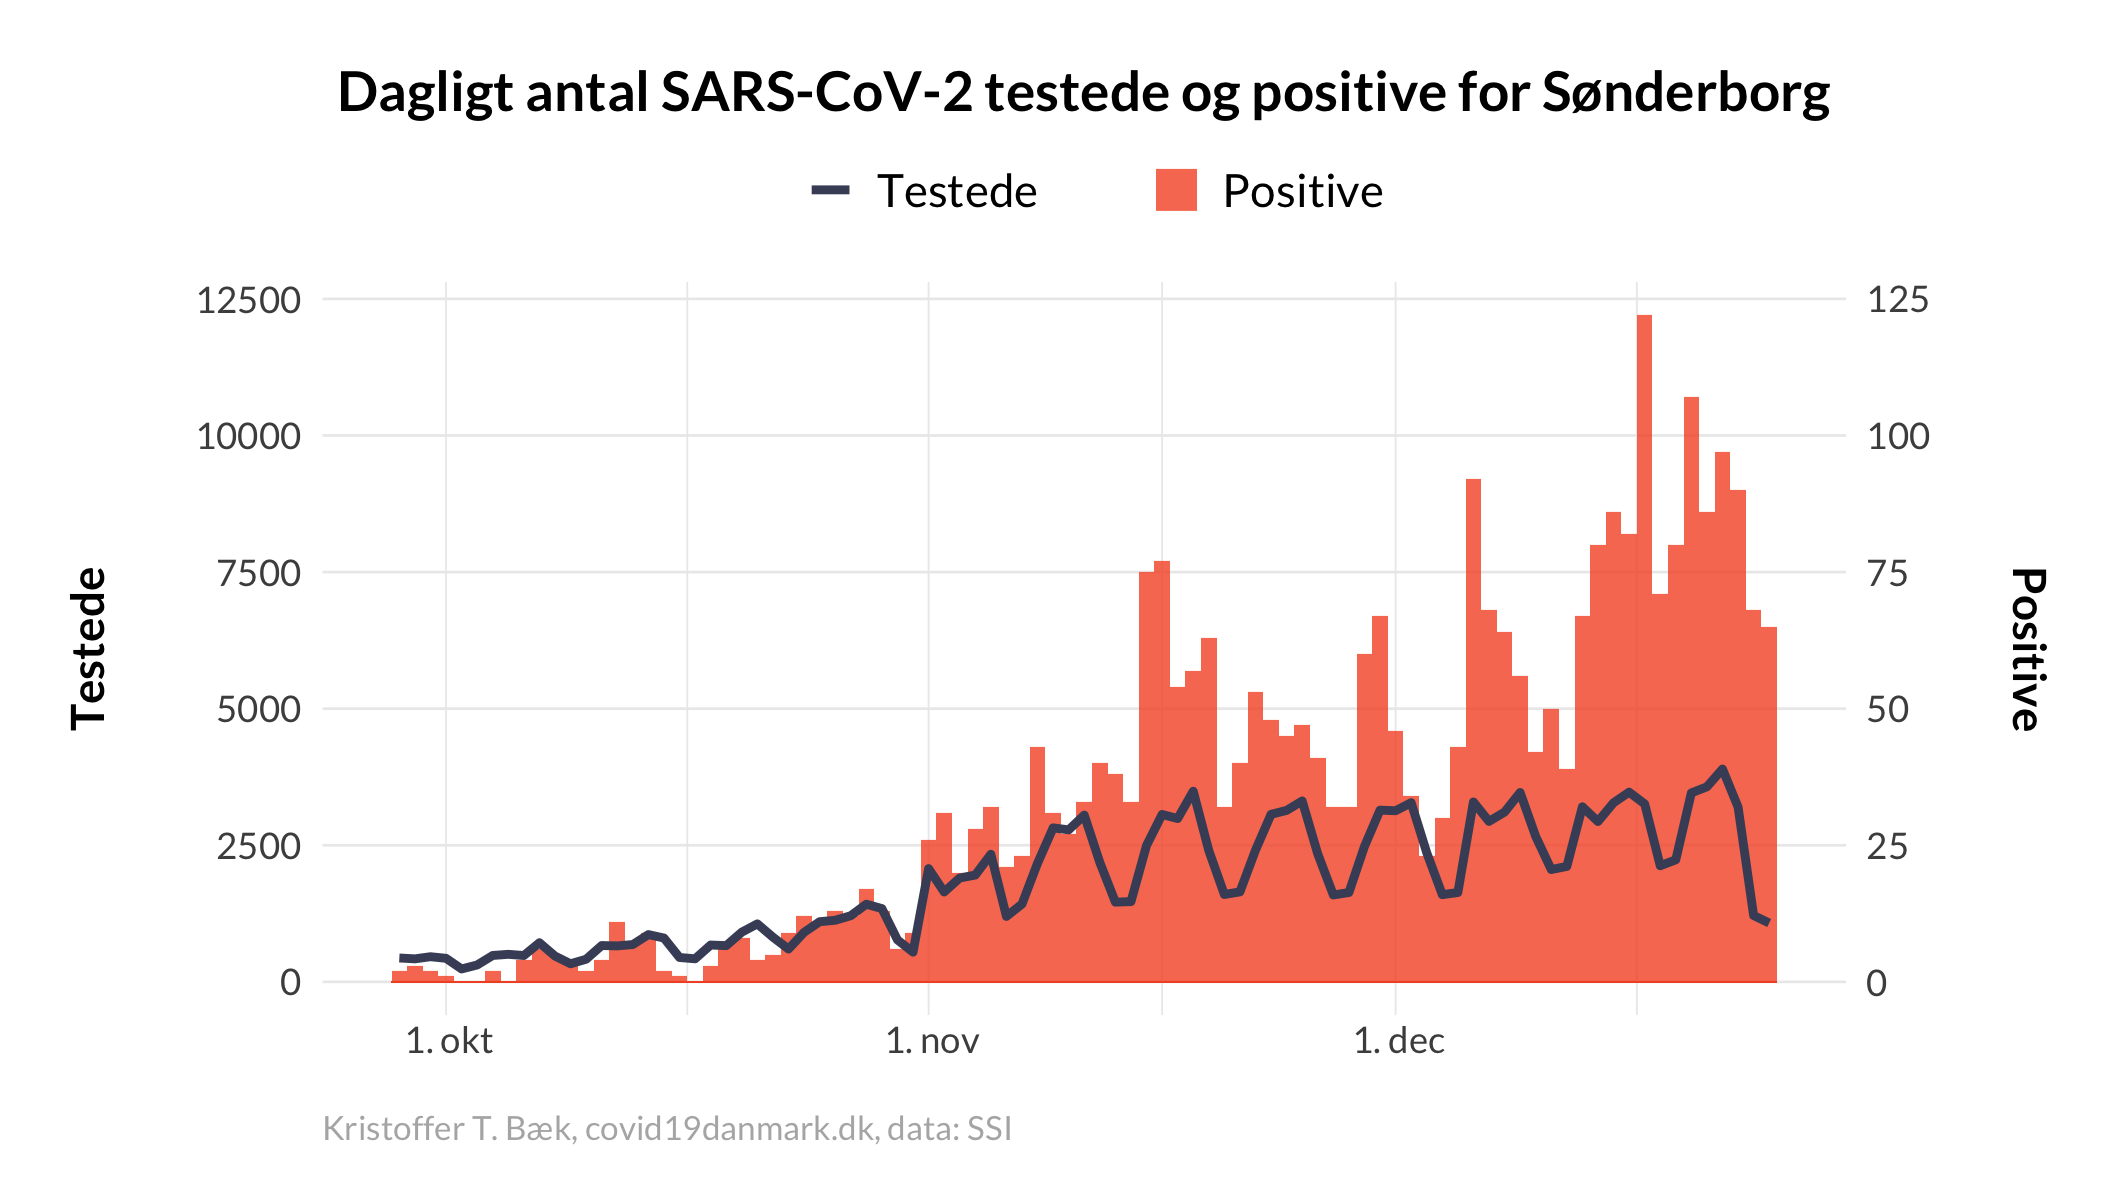 Dagligt antal SARS-CoV-2 testede og positive for Sønderborg
Testede
Positive
12500
10000
7500
5000
2500
0
125
100
75
50
25
0
Testede
Positive
1. okt
1. nov
1. dec
Kristoffer T. Bæk, covid19danmark.dk, data: SSI